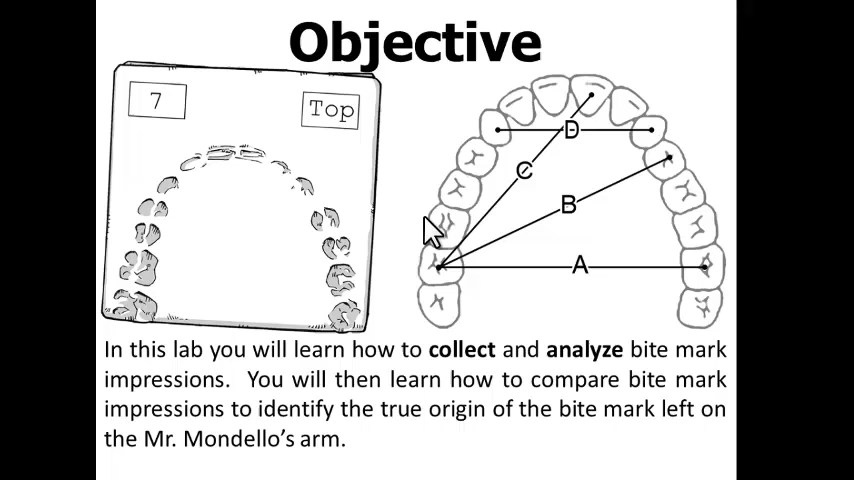 Objective
7
Top
D
C
B
A
In this lab you will learn how to collect and analyze bite mark
impressions. You will then learn how to compare bite mark
impressions to identify the true origin of the bite mark left on
the Mr. Mondello's arm.